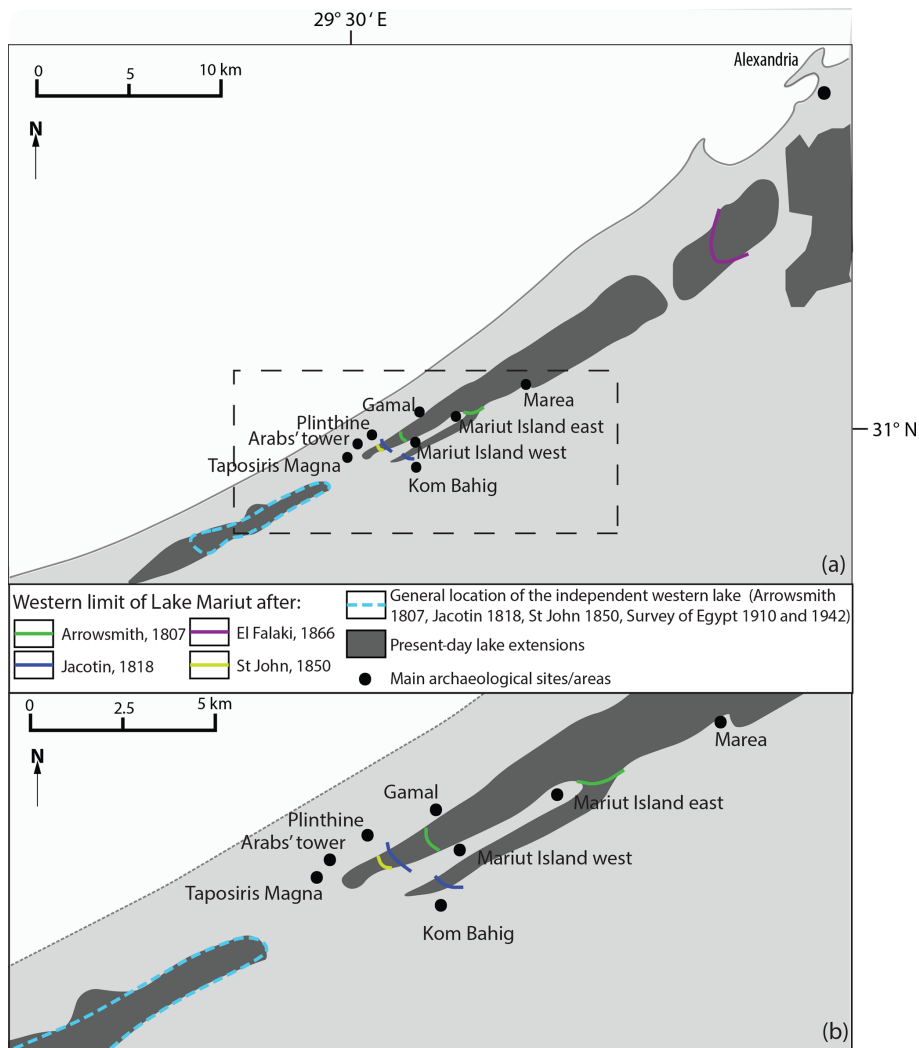 29° 30 ‘ E
Alexandria
0 5 10 km
N
Gamal
Marea
Plinthine
Mariut Island east
Arabs’ tower
31° N
Mariut Island west
Taposiris Magna
Kom Bahig
(a)
Western limit of Lake Mariut after:
Arrowsmith, 1807
El Falaki, 1866
Jacotin, 1818
St John, 1850
General location of the independent western lake (Arrowsmith
1807, Jacotin 1818, St John 1850, Survey of Egypt 1910 and 1942)
Present-day lake extensions
Main archaeological sites/areas
0 2.5 5 km
N
Marea
Gamal
Mariut Island east
Plinthine
Arabs’ tower
Mariut Island west
Taposiris Magna
Kom Bahig
(b)